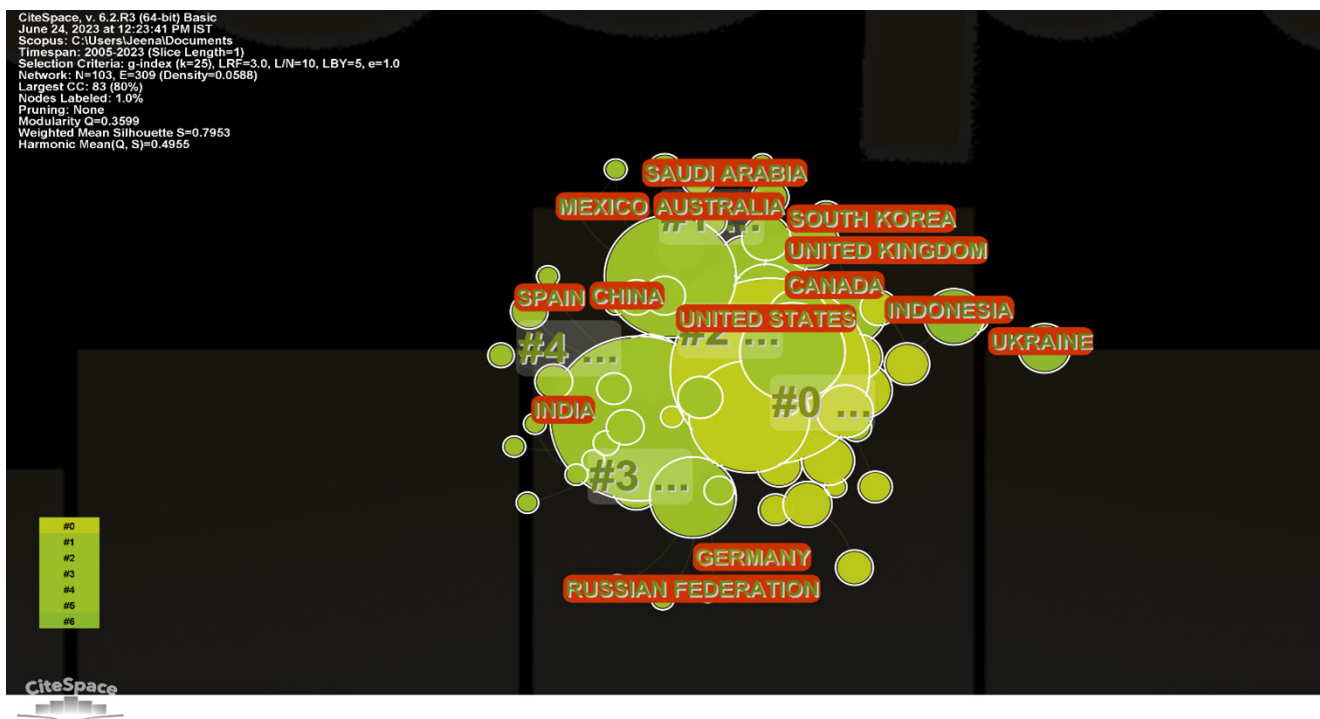 CiteSpace, v. 6.2.R3 (64-bit) Basic
June 24, 2023 at 12:23:41 PM IST
Scopus: C:\Users\Jeena\Documents
Timespan: 2005-2023 (Slice Length=1)
Selection Criteria: g-index (k=25), LRF=3.0, L/N=10, LBY=5, e=1.0
Network: N=103, E=309 (Density=0.0588)
Largest CC: 83 (80%)
Nodes Labeled: 1.0%
Pruning: None
Modularity Q=0.3599
Weighted Mean Silhouette S=0.7953
Harmonic Mean(Q, S)=0.4955
SAUDI ARABIA
MEXICO
AUSTRALIA
#1 ...
SOUTH KOREA
UNITED KINGDOM
CANADA
SPAIN
CHINA
INDONESIA
UNITED STATES
#2 ...
UKRAINE
#4 ...
INDIA
#0 ...
#3 ...
GERMANY
RUSSIAN FEDERATION
#0
#1
#2
#3
#4
#5
#6
CiteSpace